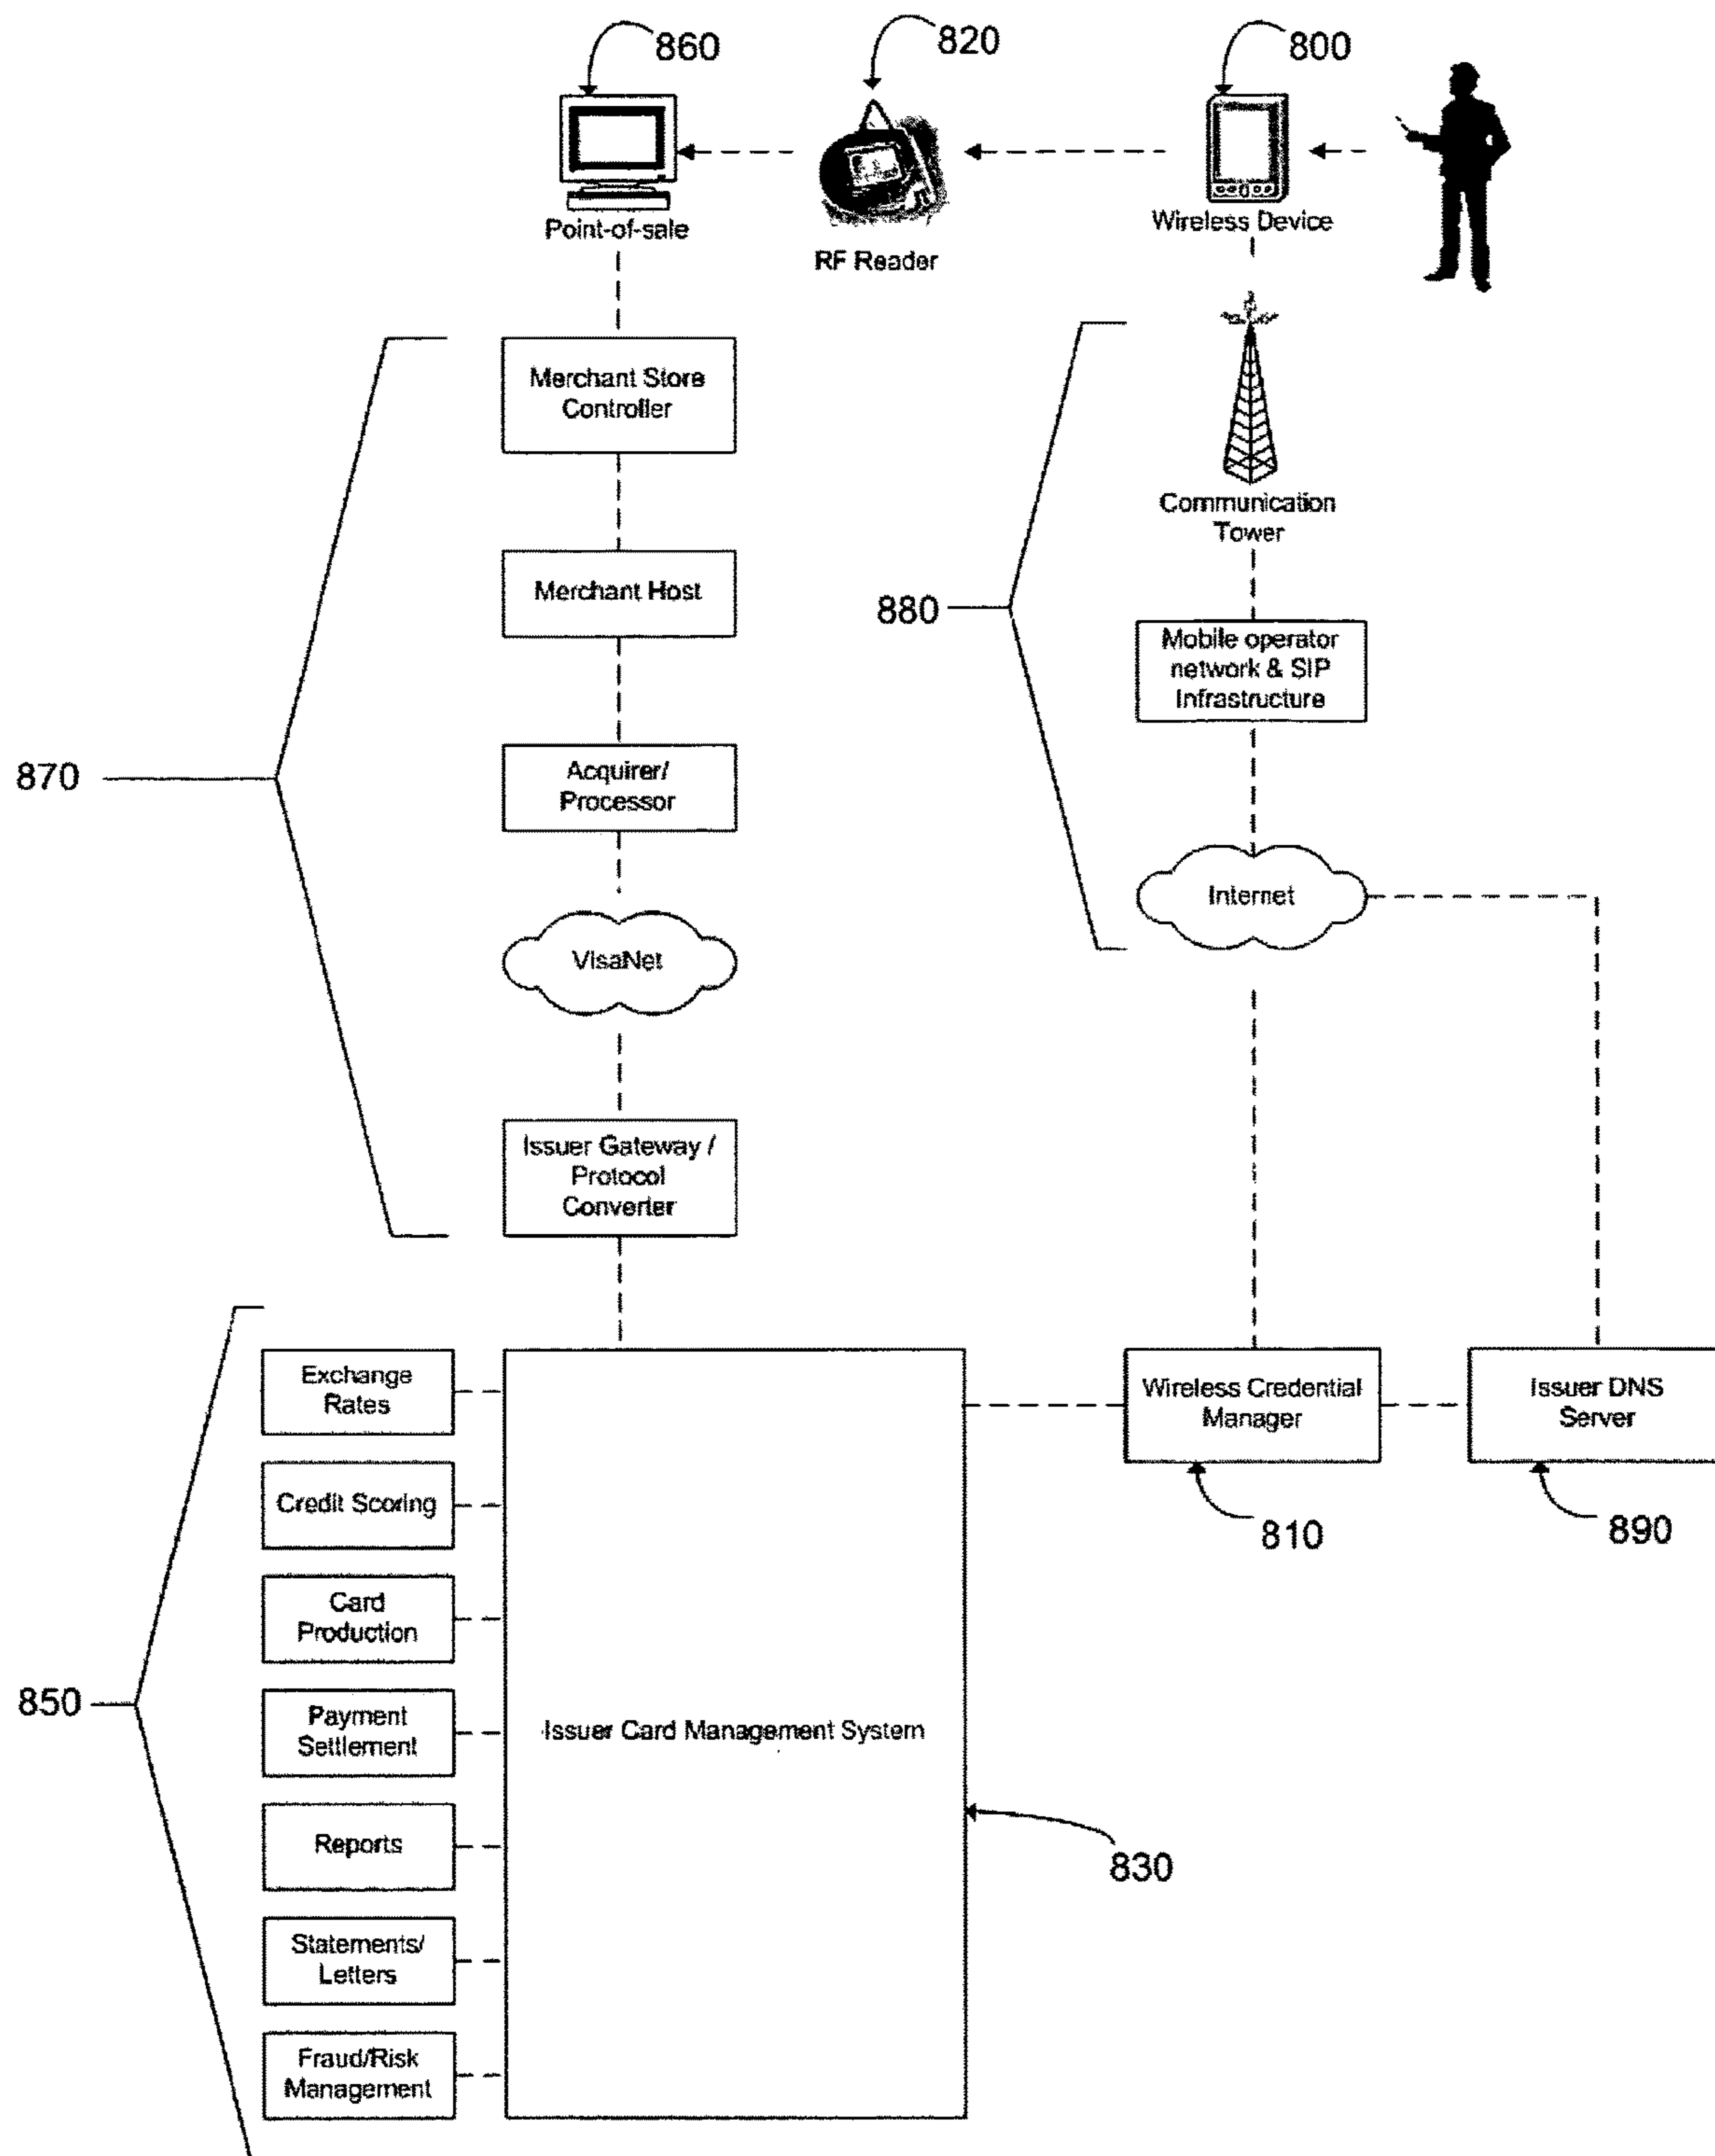 860
820
800
Point-of-sale
RF Reader
Wireless Device
Merchant Store
Controller
Communication
Tower
Merchant Host
880
Mobile operator
network & SIP
Infrastructure
870
Acquirer/
Processor
Internet
VisaNet
Issuer Gateway /
Protocol
Converter
Exchange
Rates
Wireless Credential
Manager
Issuer DNS
Server
Credit Scoring
810
890
Card
Production
850
Payment
Settlement
Issuer Card Management System
Reports
830
Statements/
Letters
Fraud/Risk
Management